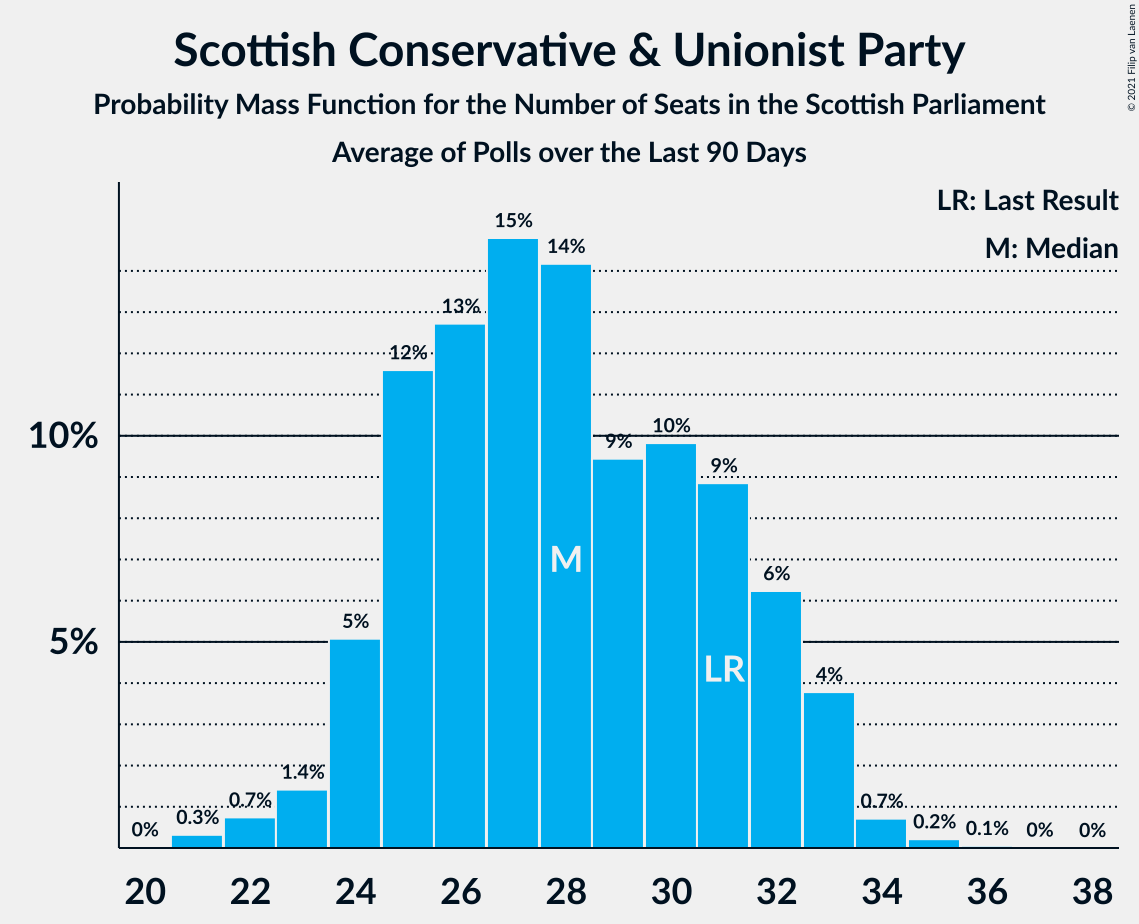 Scottish Conservative & Unionist Party
Probability Mass Function for the Number of Seats in the Scottish Parliament
Average of Polls over the Last 90 Days
© 2021 Filip van Laenen
LR: Last Result
M: Median
10%
5%
0%
0.3%
0.7%
1.4%
5%
12%
13%
15%
14%
9%
10%
9%
6%
4%
0.7%
0.2%
0.1%
0%
0%
M
LR
20 22 24 26 28 30 32 34 36 38